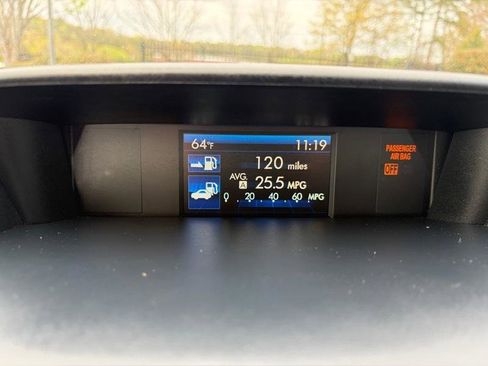 64°F 11:19
120 miles
AVG. A 25.5 MPG
0 20 40 60 MPG
PASSENGER
AIR BAG
OFF